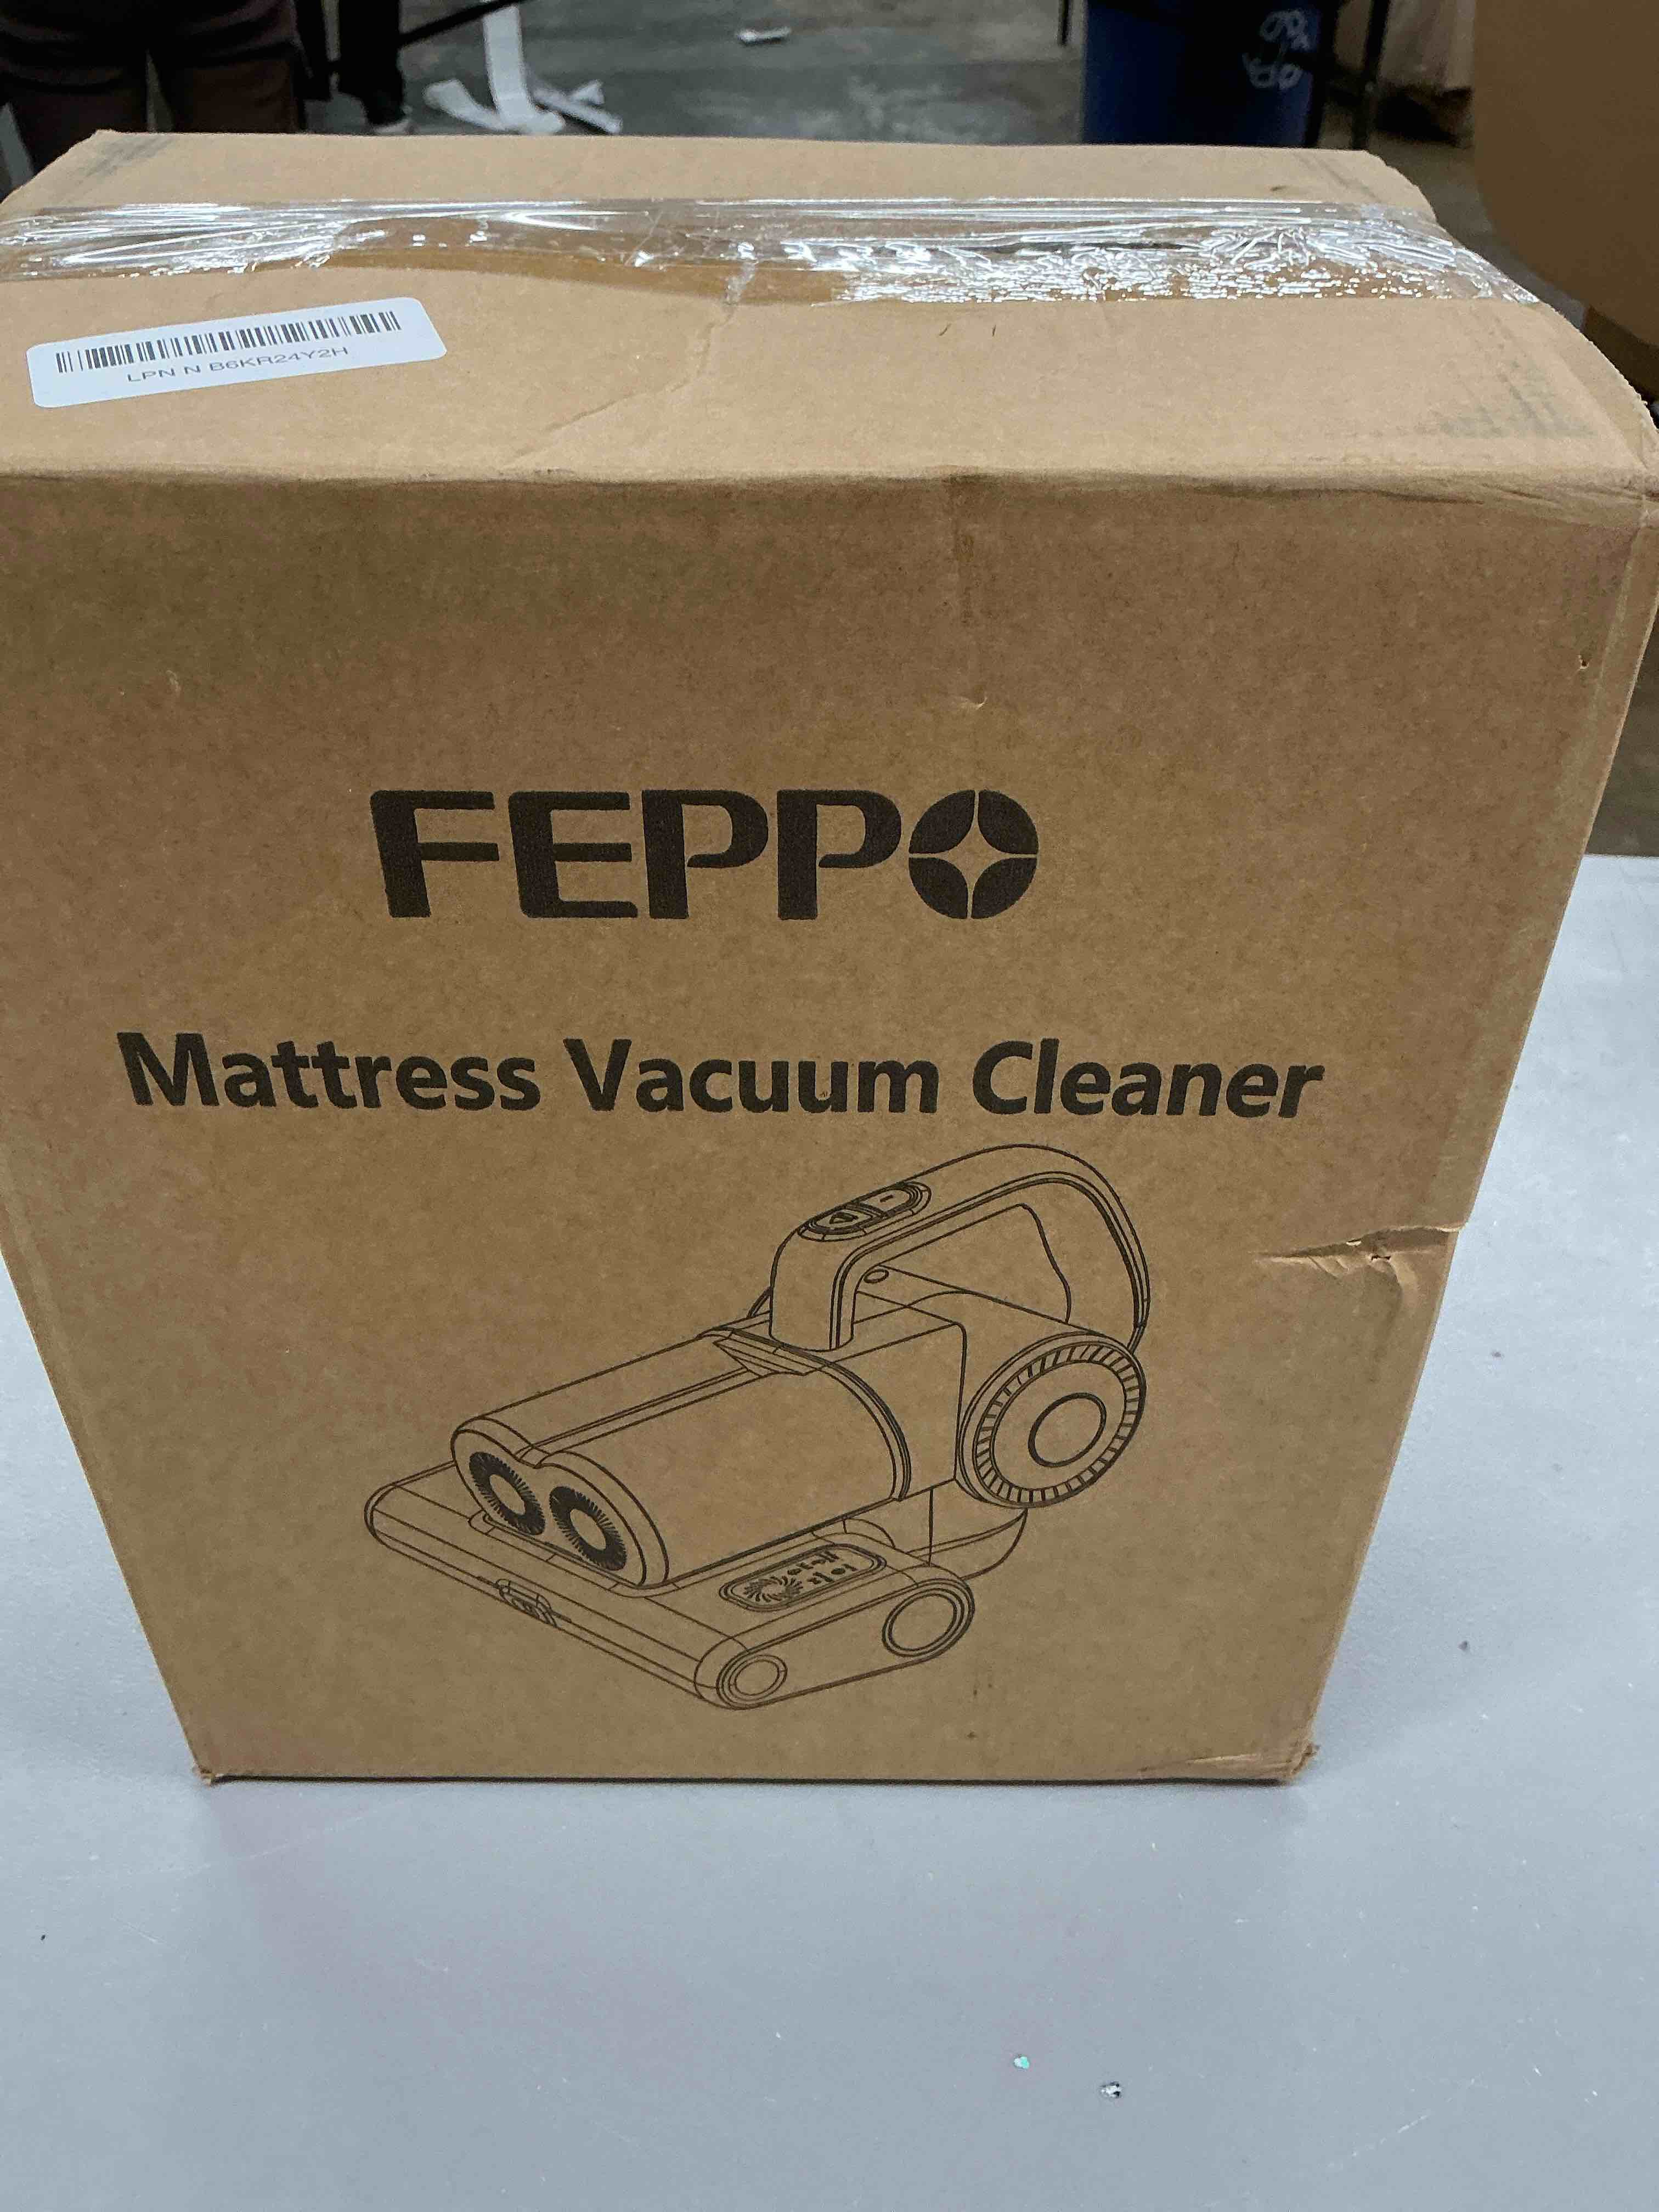 LPN N B6KR24Y2H
FEPPO
Mattress Vacuum Cleaner